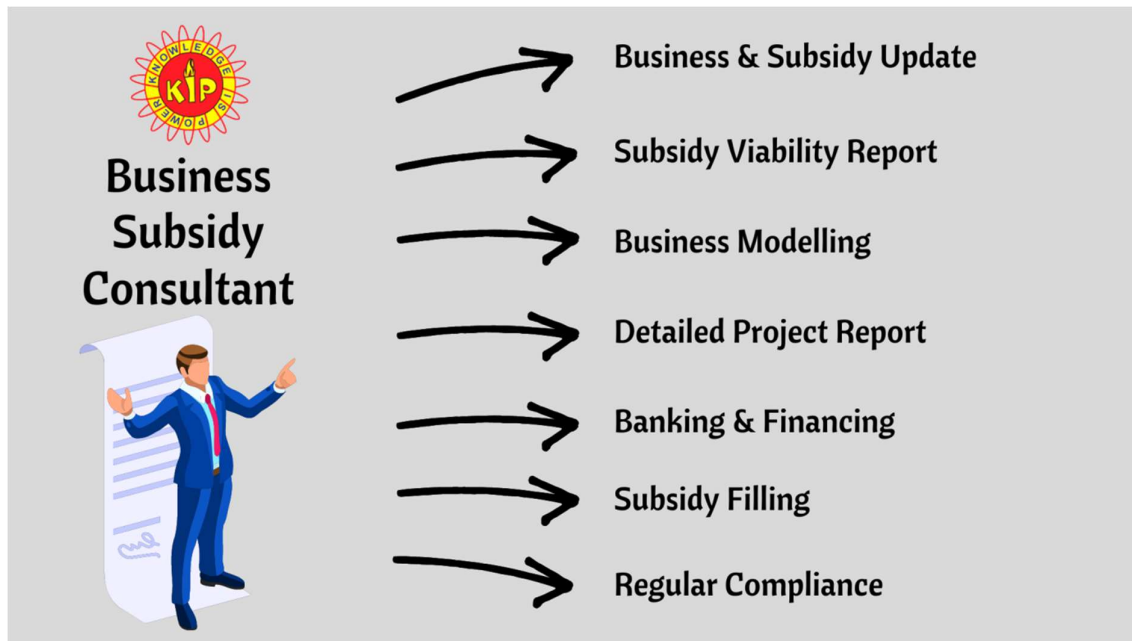 KNOWLEDGE IS POWER
KIP
Business
Subsidy
Consultant
Business & Subsidy Update
Subsidy Viability Report
Business Modelling
Detailed Project Report
Banking & Financing
Subsidy Filling
Regular Compliance